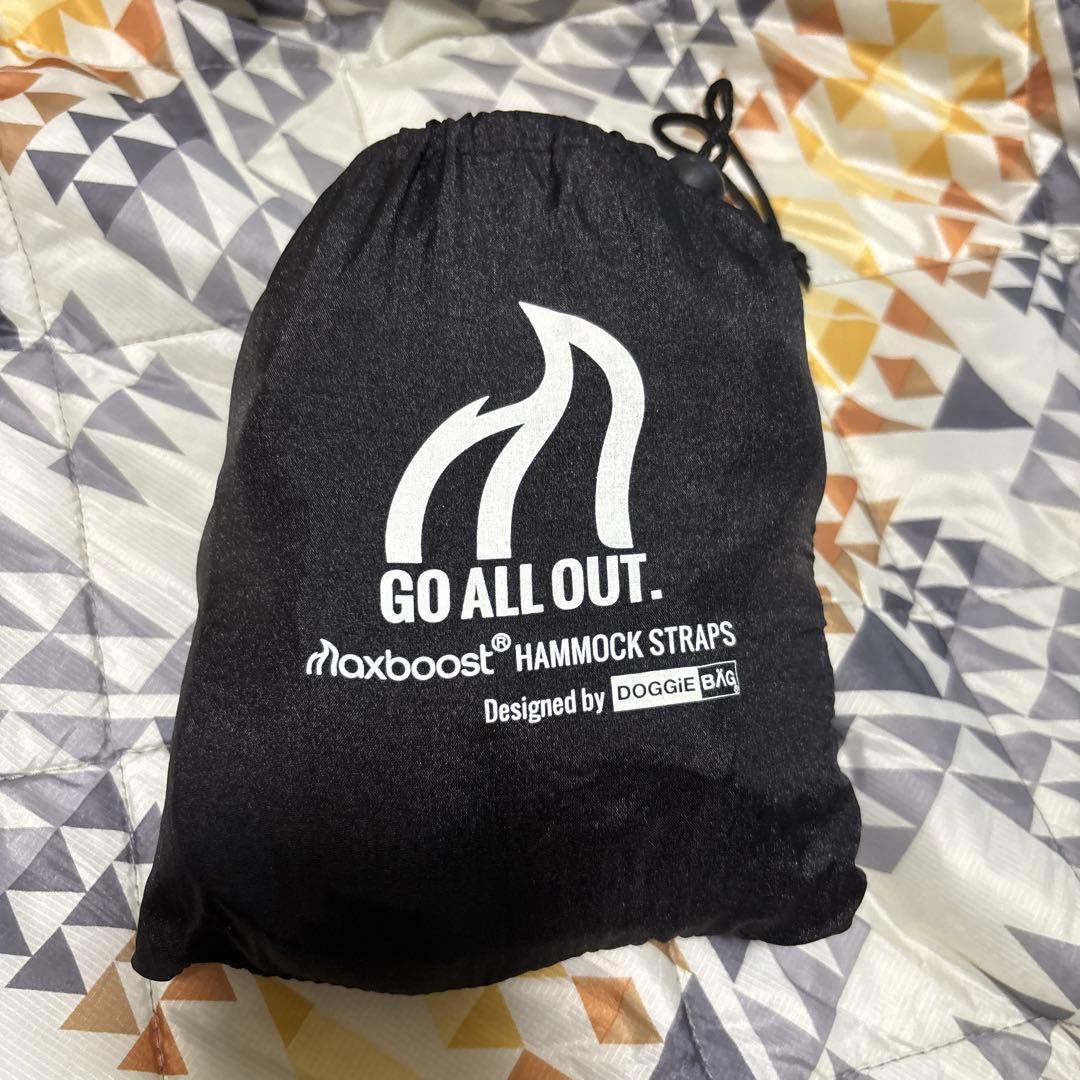 GO ALL OUT.
maxboost® HAMMOCK STRAPS
Designed by DOGGiE BAG®